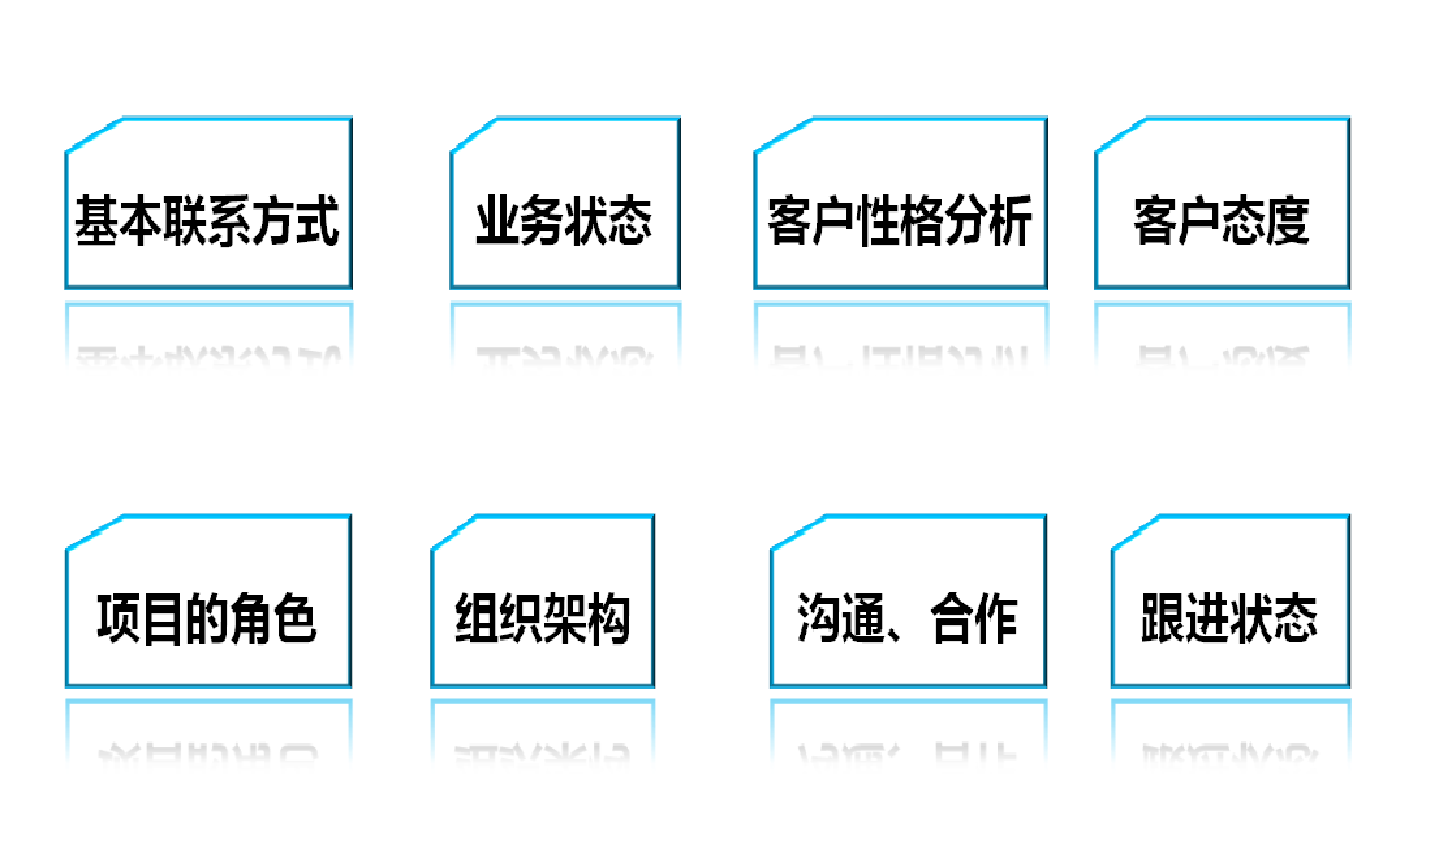 基本联系方式
业务状态
客户性格分析
客户态度
项目的角色
组织架构
沟通、合作
跟进状态